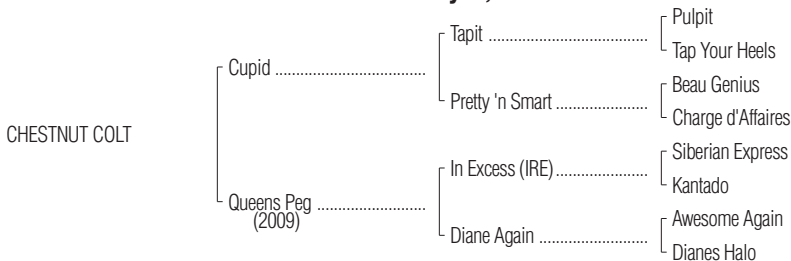 Pulpit
Tapit ....................................................
Tap Your Heels
Cupid .................................................
Beau Genius
Pretty 'n Smart ..............................
Charge d'Affaires
CHESTNUT COLT
Siberian Express
In Excess (IRE) ..............................
Kantado
Queens Peg ....................................
(2009)
Awesome Again
Diane Again ...................................
Dianes Halo